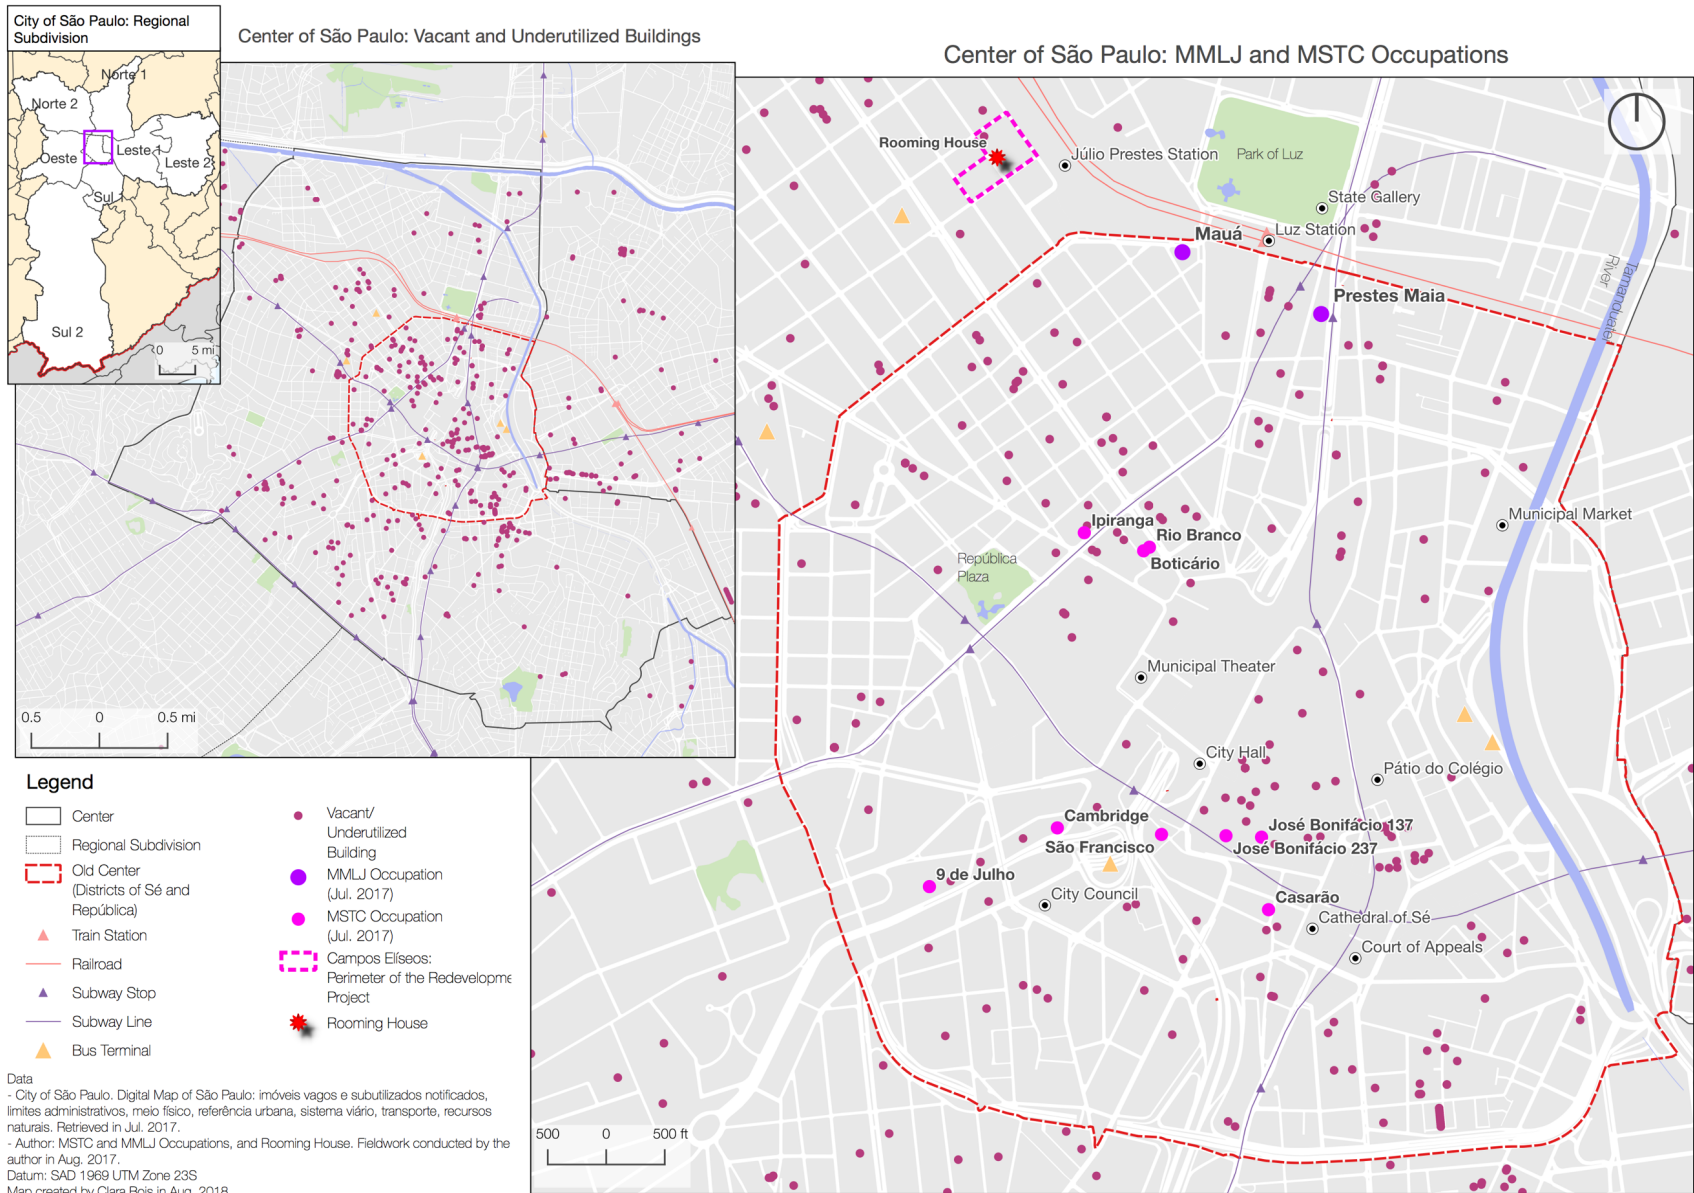 City of São Paulo: Regional
Subdivision
Norte 1
Norte 2
Oeste
Leste 1
Leste 2
Sul 1
Sul 2
0 5 mi
Center of São Paulo: Vacant and Underutilized Buildings
0.5 0 0.5 mi
Center of São Paulo: MMLJ and MSTC Occupations
Rooming House
Júlio Prestes Station
Park of Luz
State Gallery
Mauá
Luz Station
Prestes Maia
Tamanduateí
River
Municipal Market
Ipiranga
Rio Branco
Boticário
República
Plaza
Municipal Theater
City Hall
Pátio do Colégio
Cambridge
José Bonifácio 137
São Francisco
José Bonifácio 237
9 de Julho
City Council
Casarão
Cathedral of Sé
Court of Appeals
500 0 500 ft
Legend
Center
Regional Subdivision
Old Center
(Districts of Sé and
República)
Train Station
Railroad
Subway Stop
Subway Line
Bus Terminal
Vacant/
Underutilized
Building
MMLJ Occupation
(Jul. 2017)
MSTC Occupation
(Jul. 2017)
Campos Elíseos:
Perimeter of the Redevelopme
Project
Rooming House
Data
- City of São Paulo. Digital Map of São Paulo: imóveis vagos e subutilizados notificados,
limites administrativos, meio físico, referência urbana, sistema viário, transporte, recursos
naturais. Retrieved in Jul. 2017.
- Author: MSTC and MMLJ Occupations, and Rooming House. Fieldwork conducted by the
author in Aug. 2017.
Datum: SAD 1969 UTM Zone 23S
Map created by Clara Bois in Aug. 2018